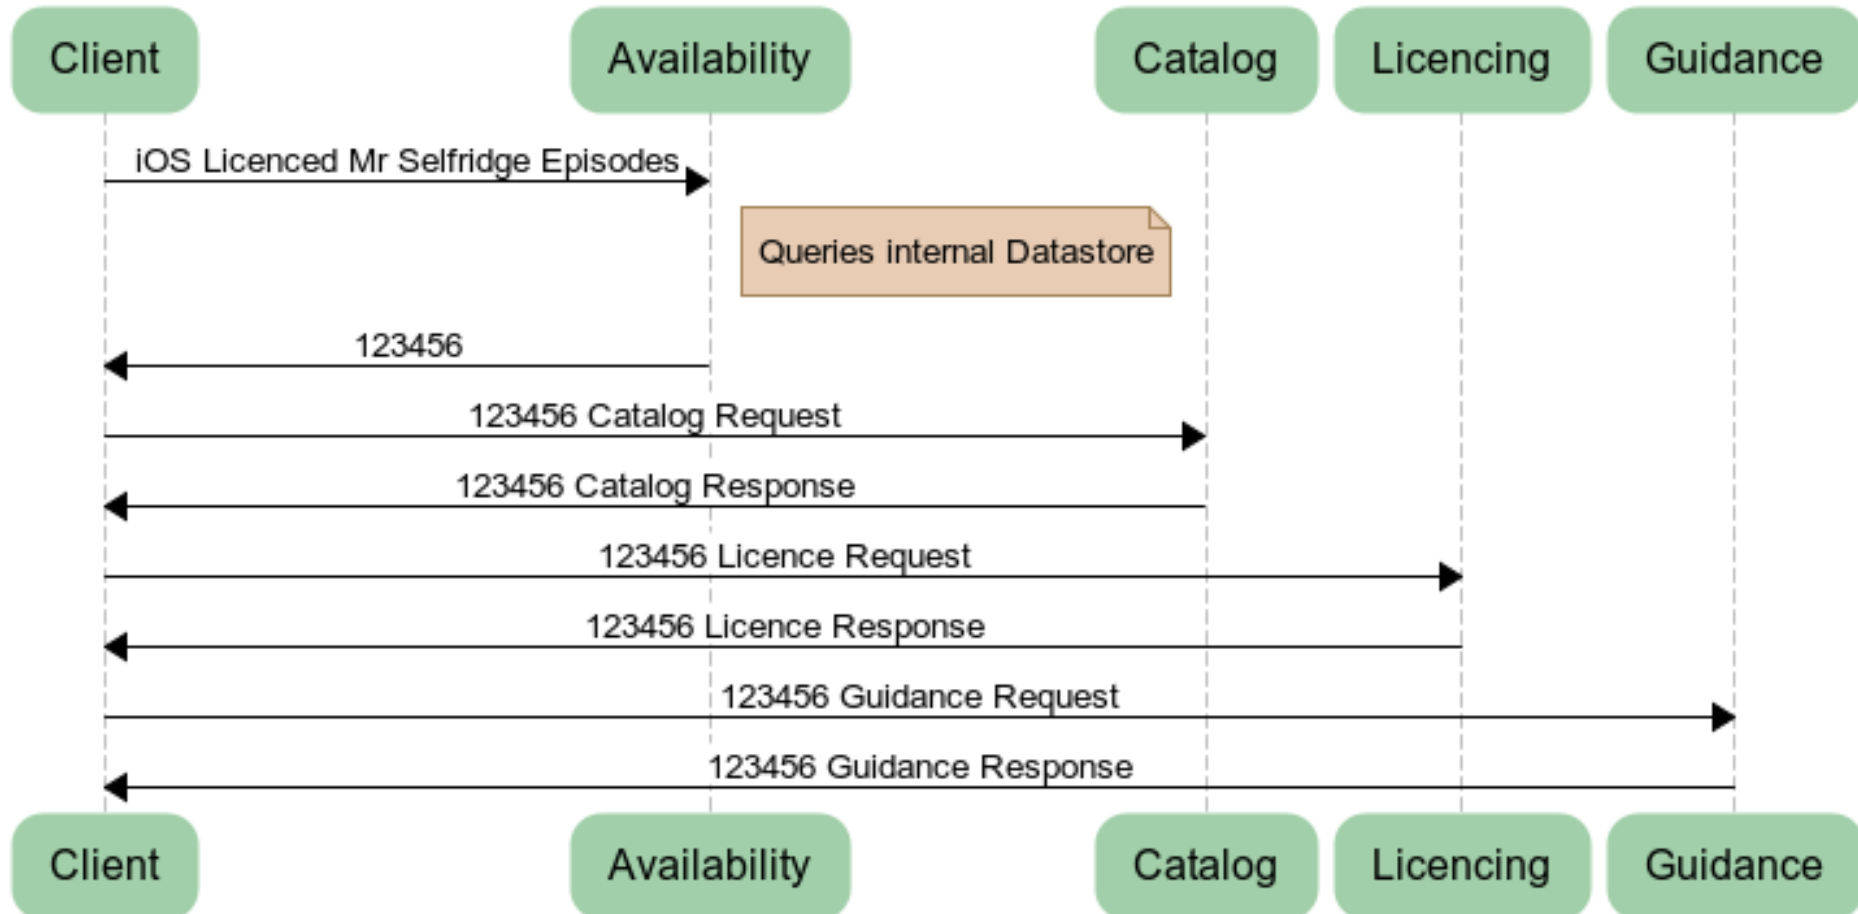 Client Availability Catalog Licencing Guidance
iOS Licenced Mr Selfridge Episodes
Queries internal Datastore
123456
123456 Catalog Request
123456 Catalog Response
123456 Licence Request
123456 Licence Response
123456 Guidance Request
123456 Guidance Response
Client Availability Catalog Licencing Guidance